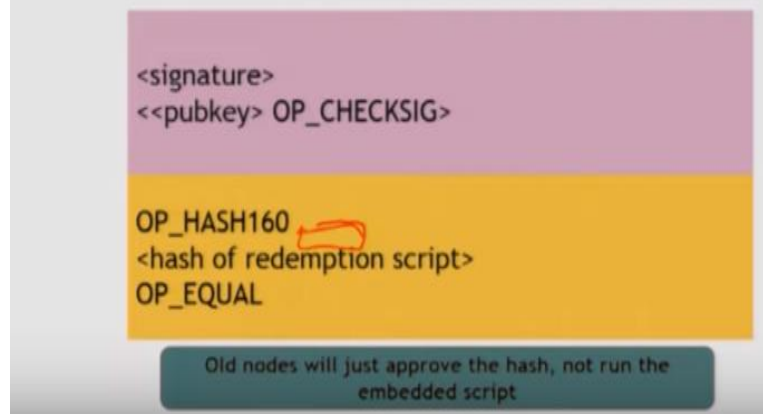 <signature>
<<pubkey> OP_CHECKSIG>
OP_HASH160
<hash of redemption script>
OP_EQUAL
Old nodes will just approve the hash, not run the
embedded script